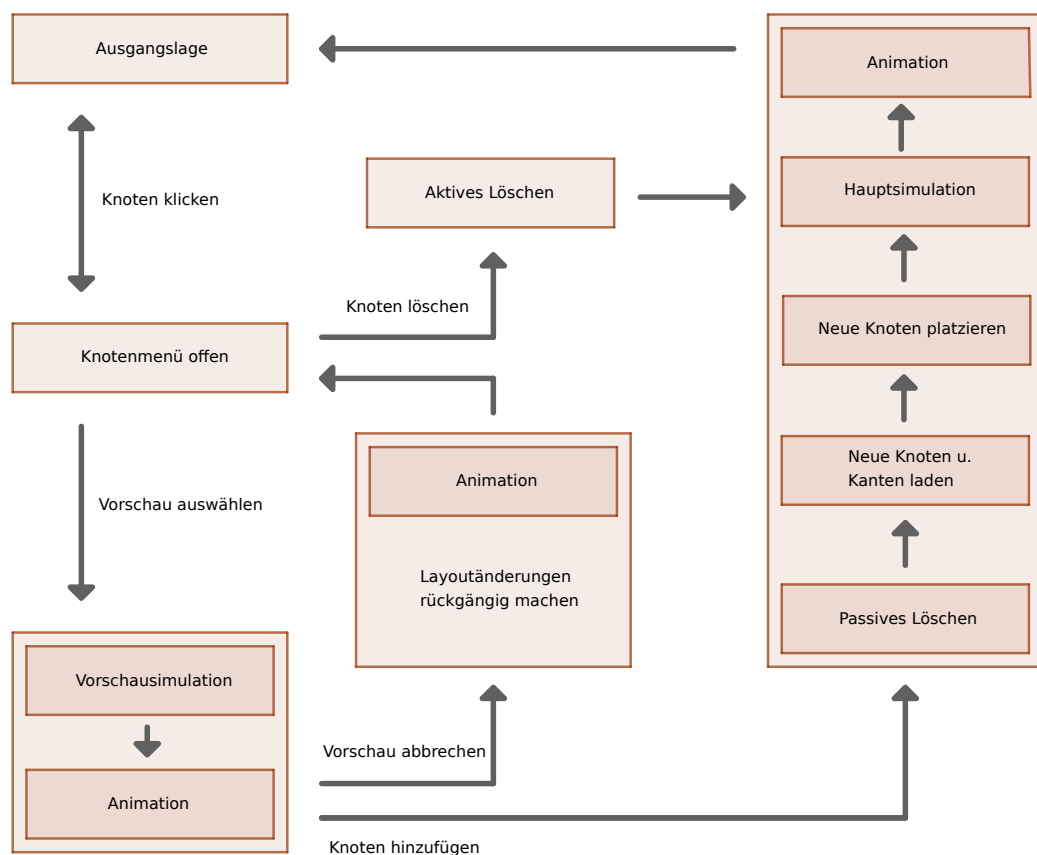 Ausgangslage
Animation
Knoten klicken
Aktives Löschen
Hauptsimulation
Knoten löschen
Neue Knoten platzieren
Knotenmenü offen
Animation
Neue Knoten u.
Kanten laden
Vorschau auswählen
Layoutänderungen
rückgängig machen
Passives Löschen
Vorschausimulation
Vorschau abbrechen
Animation
Knoten hinzufügen